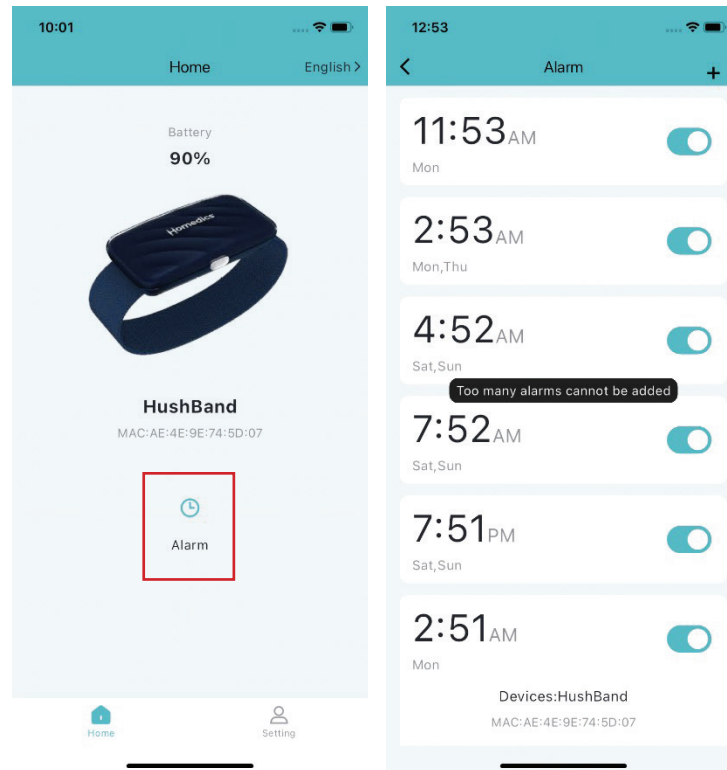 10:01
Home
English >
Battery
90%
Homedics
HushBand
MAC:AE:4E:9E:74:5D:07
Alarm
Home
Setting
12:53
Alarm
+
11:53AM
Mon
2:53AM
Mon,Thu
4:52AM
Sat,Sun
Too many alarms cannot be added
7:52AM
Sat,Sun
7:51PM
Sat,Sun
2:51AM
Mon
Devices:HushBand
MAC:AE:4E:9E:74:5D:07